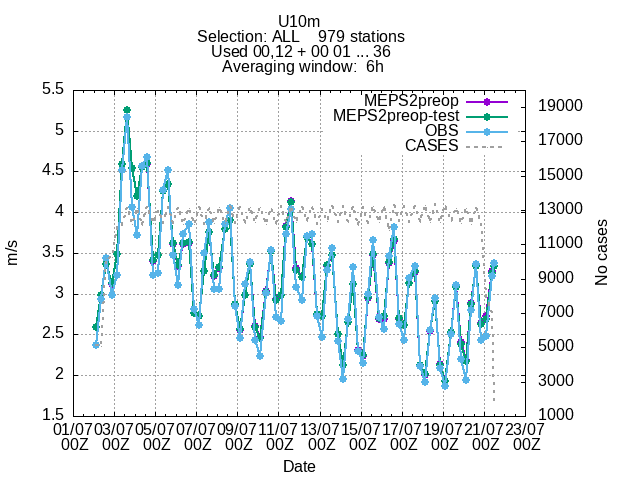 U10m
Selection: ALL    979 stations
Used 00,12 + 00 01 ... 36
Averaging window:  6h
MEPS2preop
MEPS2preop-test
OBS
CASES
5.5
5
4.5
4
3.5
3
2.5
2
1.5
m/s
19000
17000
15000
13000
11000
9000
7000
5000
3000
1000
No cases
01/07 03/07 05/07 07/07 09/07 11/07 13/07 15/07 17/07 19/07 21/07 23/07
00Z 00Z 00Z 00Z 00Z 00Z 00Z 00Z 00Z 00Z 00Z 00Z
Date